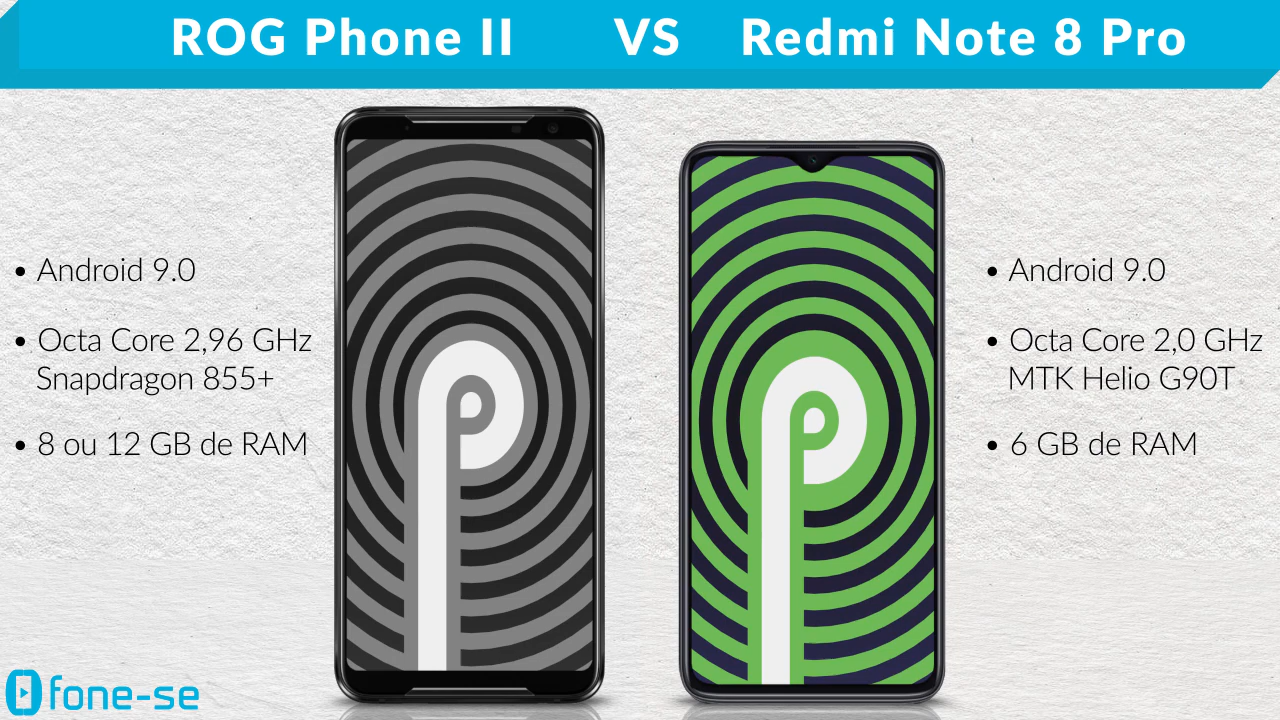 ROG Phone II VS Redmi Note 8 Pro
• Android 9.0
• Octa Core 2,96 GHz
Snapdragon 855+
• 8 ou 12 GB de RAM
• Android 9.0
• Octa Core 2,0 GHz
MTK Helio G90T
• 6 GB de RAM
fone-se